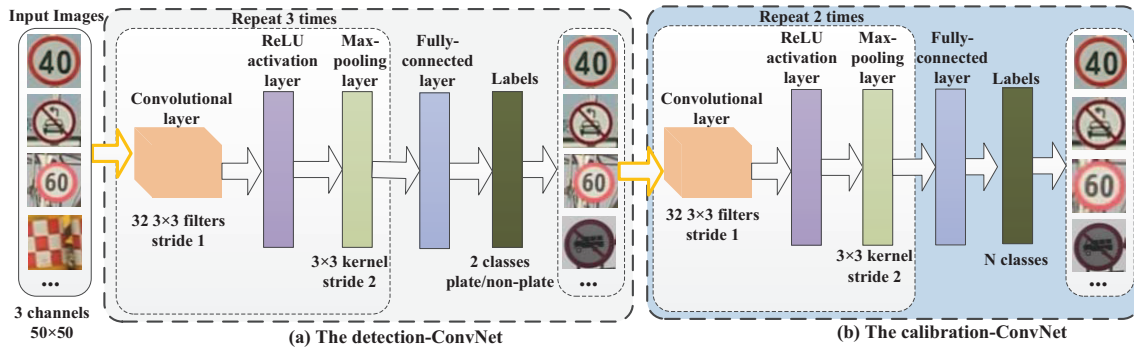 Input Images
40
60
...
3 channels
50×50
Repeat 3 times
Convolutional
layer
32 3×3 filters
stride 1
ReLU
activation
layer
Max-
pooling
layer
3×3 kernel
stride 2
Fully-
connected
layer
Labels
2 classes
plate/non-plate
40
60
...
(a) The detection-ConvNet
Repeat 2 times
Convolutional
layer
32 3×3 filters
stride 1
ReLU
activation
layer
Max-
pooling
layer
3×3 kernel
stride 2
Fully-
connected
layer
Labels
N classes
40
60
...
(b) The calibration-ConvNet